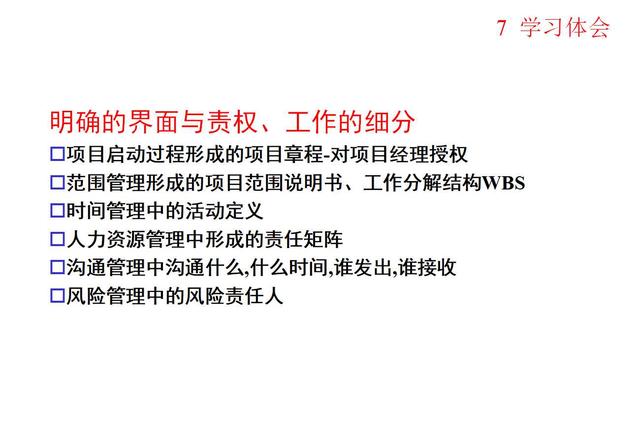 7 学习体会
明确的界面与责权、工作的细分
□项目启动过程形成的项目章程-对项目经理授权
□范围管理形成的项目范围说明书、工作分解结构WBS
□时间管理中的活动定义
□人力资源管理中形成的责任矩阵
□沟通管理中沟通什么,什么时间,谁发出,谁接收
□风险管理中的风险责任人